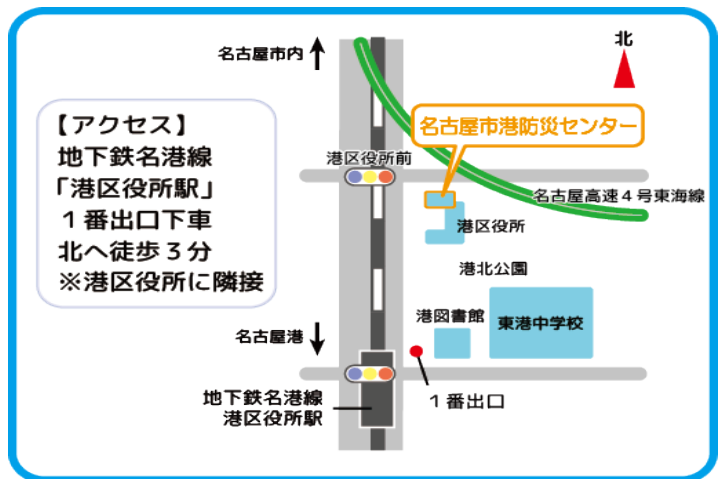 名古屋市内
北
【アクセス】
地下鉄名港線
「港区役所駅」
１番出口下車
北へ徒歩３分
※港区役所に隣接
名古屋市港防災センター
港区役所前
名古屋高速４号東海線
港区役所
港北公園
港図書館
東港中学校
名古屋港
１番出口
地下鉄名港線
港区役所駅